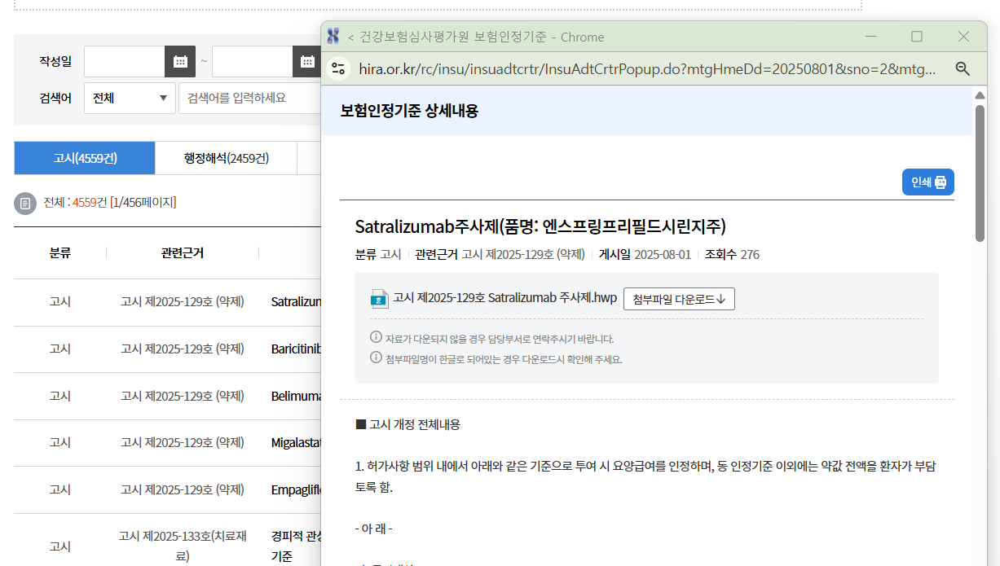 작성일
~
검색어
전체
검색어를 입력하세요
고시(4559건)
행정해석(2459건)
전체 : 4559건 [1/456페이지]
분류
관련근거
고시
고시 제2025-129호 (약제)
고시
고시 제2025-129호 (약제)
Baricitinib
고시
고시 제2025-129호 (약제)
고시
고시 제2025-129호 (약제)
고시
고시 제2025-129호 (약제)
고시
고시 제2025-133호(치료재
료)
경피적
기준
< 건강보험심사평가원 보험인정기준 - Chrome
hira.or.kr/rc/insu/insuadtcrtr/InsuAdtCrtrPopup.do?mtgHmeDd=20250801&sno=2&mtg...
보험인정기준 상세내용
인쇄
Satralizumab주사제(품명: 엔스프링프리필드시린지주)
분류 고시 관련근거 고시 제2025-129호 (약제) 게시일 2025-08-01 조회수 276
고시 제2025-129호 Satralizumab 주사제.hwp 첨부파일 다운로드↓
자료가 다운되지 않을 경우 담당부서로 연락주시기 바랍니다.
첨부파일명이 한글로 되어있는 경우 다운로드시 확인해 주세요.
■ 고시 개정 전체내용
1. 허가사항 범위 내에서 아래와 같은 기준으로 투여 시 요양급여를 인정하며, 동 인정기준 이외에는 약값 전액을 환자가 부담
토록 함.
- 아 래 -